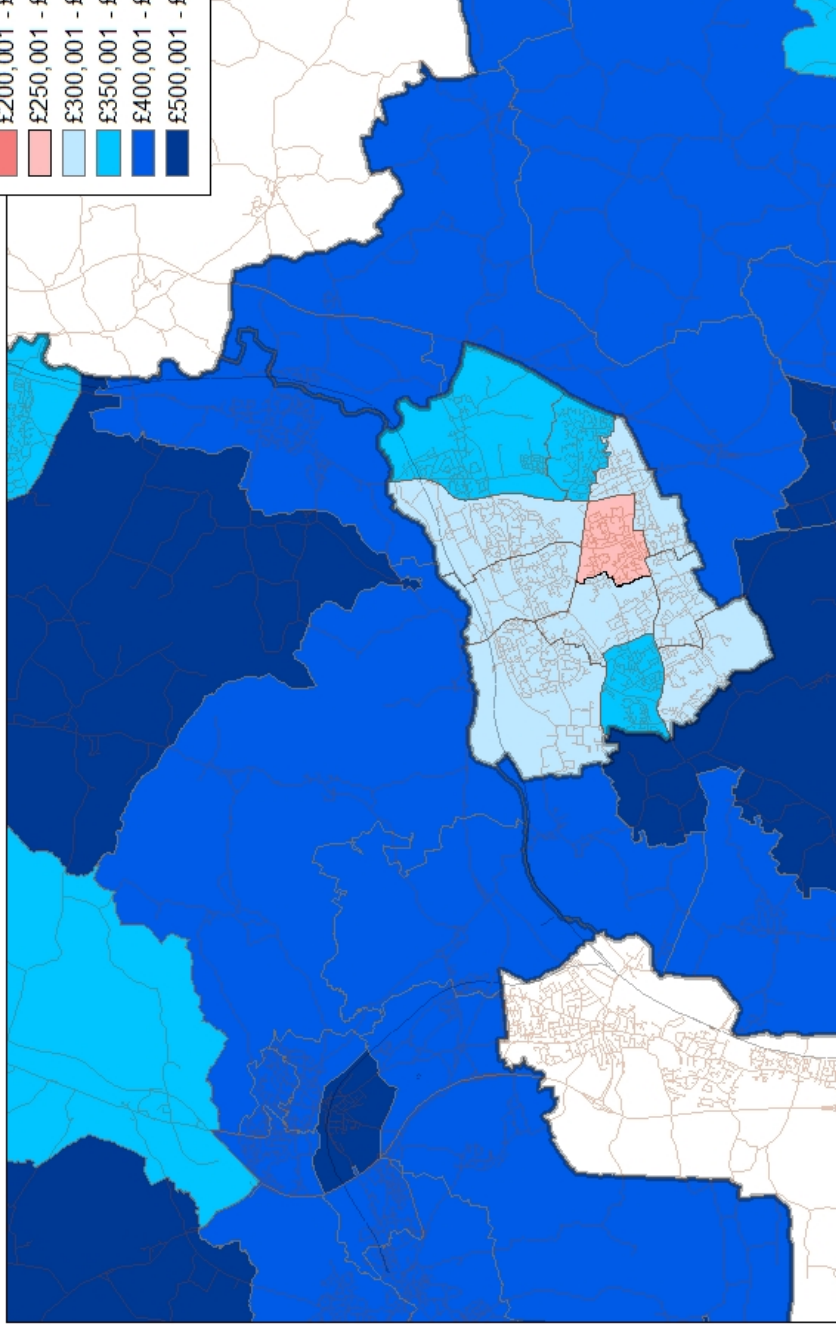 £200,001 - £
£250,001 - £
£300,001 - £
£350,001 - £
£400,001 - £
£500,001 - £